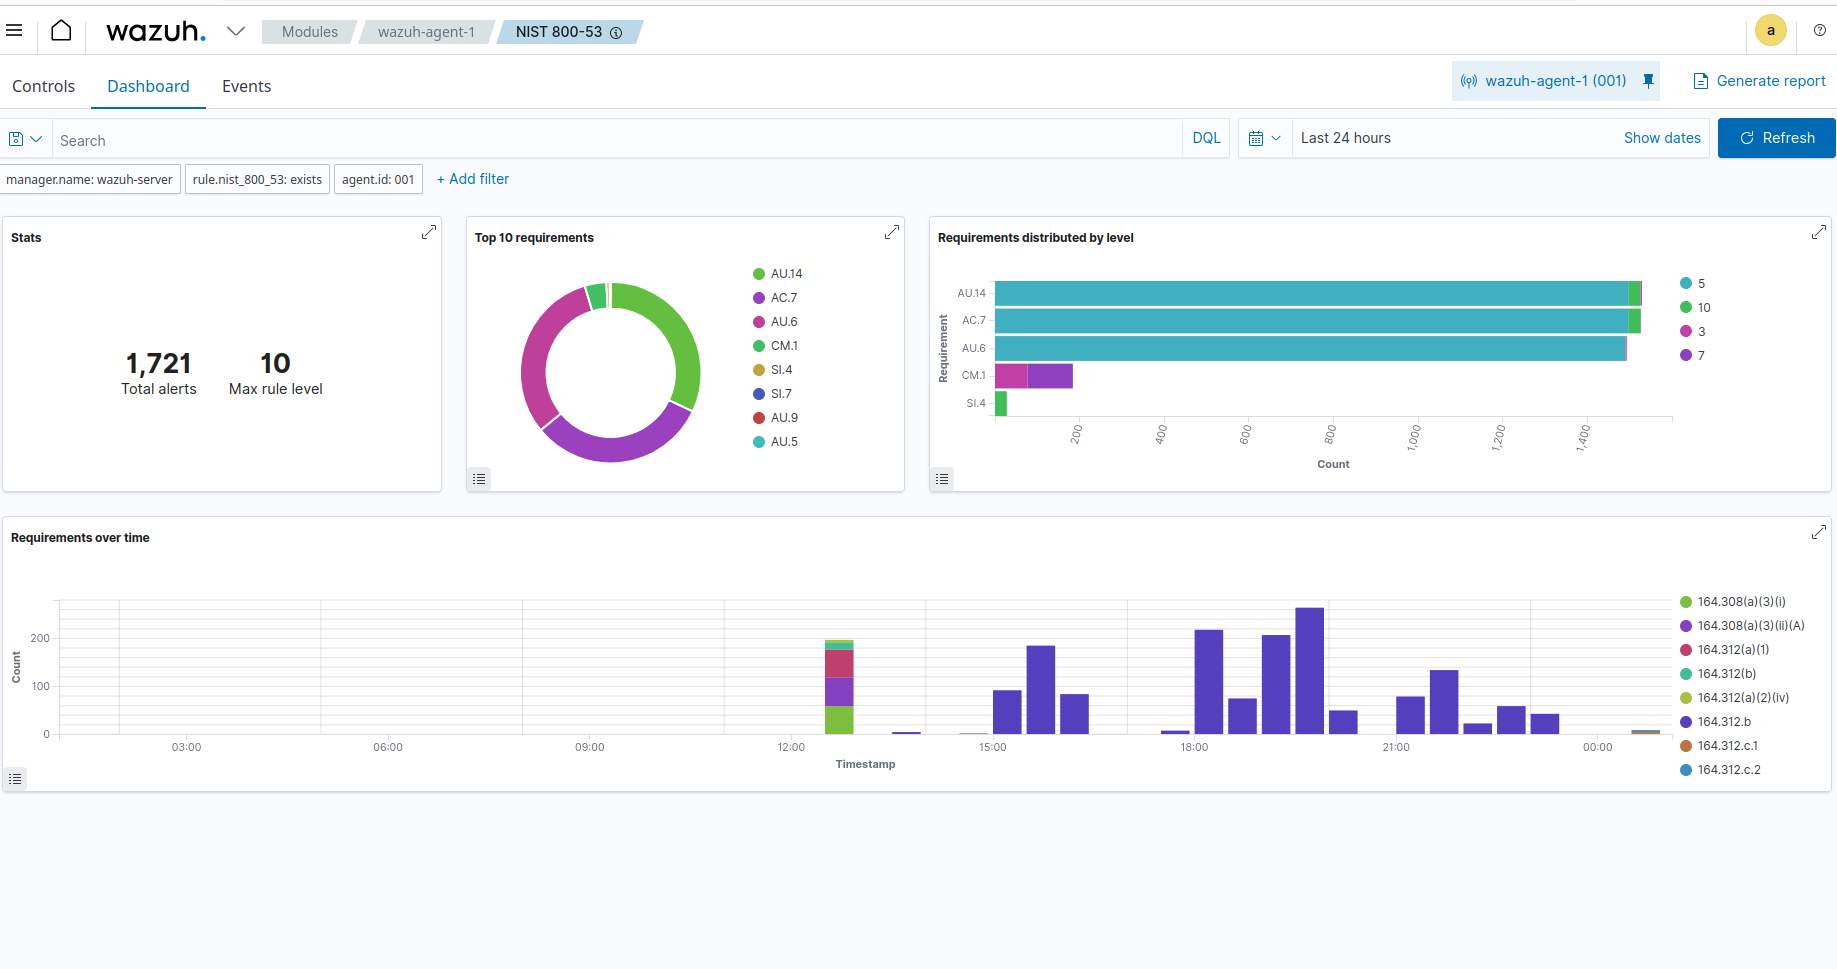 wazuh.
Modules
wazuh-agent-1
NIST 800-53
a
Controls
Dashboard
Events
wazuh-agent-1 (001)
Generate report
Search
DQL
Last 24 hours
Show dates
Refresh
manager.name: wazuh-server
rule.nist_800_53: exists
agent.id: 001
+ Add filter
Stats
1,721
Total alerts
10
Max rule level
Top 10 requirements
AU.14
AC.7
AU.6
CM.1
SI.4
SI.7
AU.9
AU.5
Requirements distributed by level
Requirement
AU.14
AC.7
AU.6
CM.1
SI.4
200
400
600
800
1,000
1,200
1,400
Count
5
10
3
7
Requirements over time
Count
200
100
0
03:00
06:00
09:00
12:00
15:00
18:00
21:00
00:00
Timestamp
164.308(a)(3)(i)
164.308(a)(3)(ii)(A)
164.312(a)(1)
164.312(b)
164.312(a)(2)(iv)
164.312.b
164.312.c.1
164.312.c.2